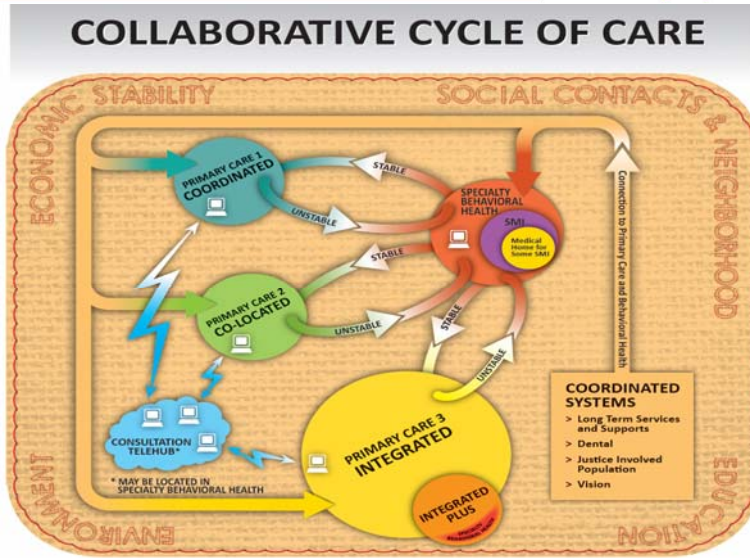 COLLABORATIVE CYCLE OF CARE
ECONOMIC STABILITY
SOCIAL CONTACTS & NEIGHBORHOOD
PRIMARY CARE 1
COORDINATED
STABLE
UNSTABLE
SPECIALTY
BEHAVIORAL
HEALTH
SMI
Medical
Home for
Some SMI
STABLE
PRIMARY CARE 2
CO-LOCATED
UNSTABLE
STABLE
UNSTABLE
Connection to Primary Care and Behavioral Health
CONSULTATION
TELEHUB*
* MAY BE LOCATED IN
SPECIALTY BEHAVIORAL HEALTH
PRIMARY CARE 3
INTEGRATED
INTEGRATED
PLUS
SPECIALTY
BEHAVIORAL HEALTH
COORDINATED
SYSTEMS
> Long Term Services
and Supports
> Dental
> Justice Involved
Population
> Vision
ENVIRONMENT
EDUCATION